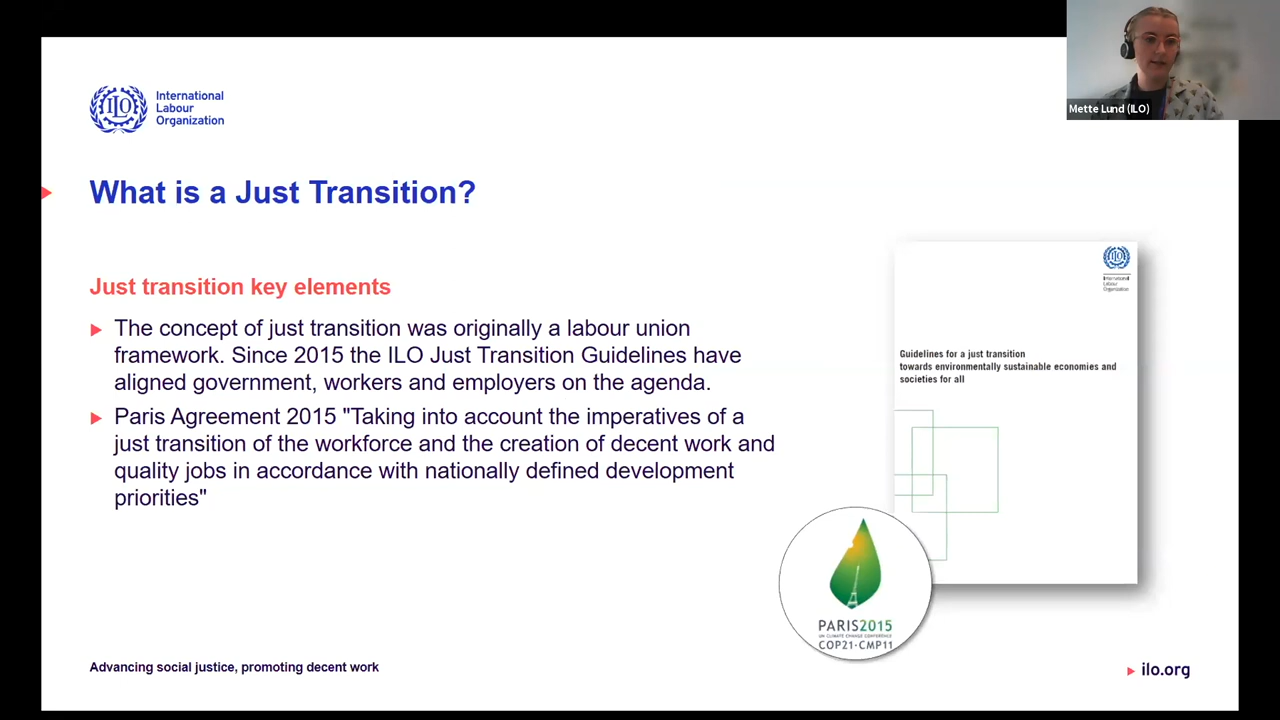 Mette Lund (ILO)
International
Labour
Organization
What is a Just Transition?
Just transition key elements
The concept of just transition was originally a labour union
framework. Since 2015 the ILO Just Transition Guidelines have
aligned government, workers and employers on the agenda.
Paris Agreement 2015 "Taking into account the imperatives of a
just transition of the workforce and the creation of decent work and
quality jobs in accordance with nationally defined development
priorities"
International
Labour
Organization
Guidelines for a just transition
towards environmentally sustainable economies and
societies for all
PARIS2015
UN CLIMATE CHANGE CONFERENCE
COP21·CMP11
Advancing social justice, promoting decent work
ilo.org